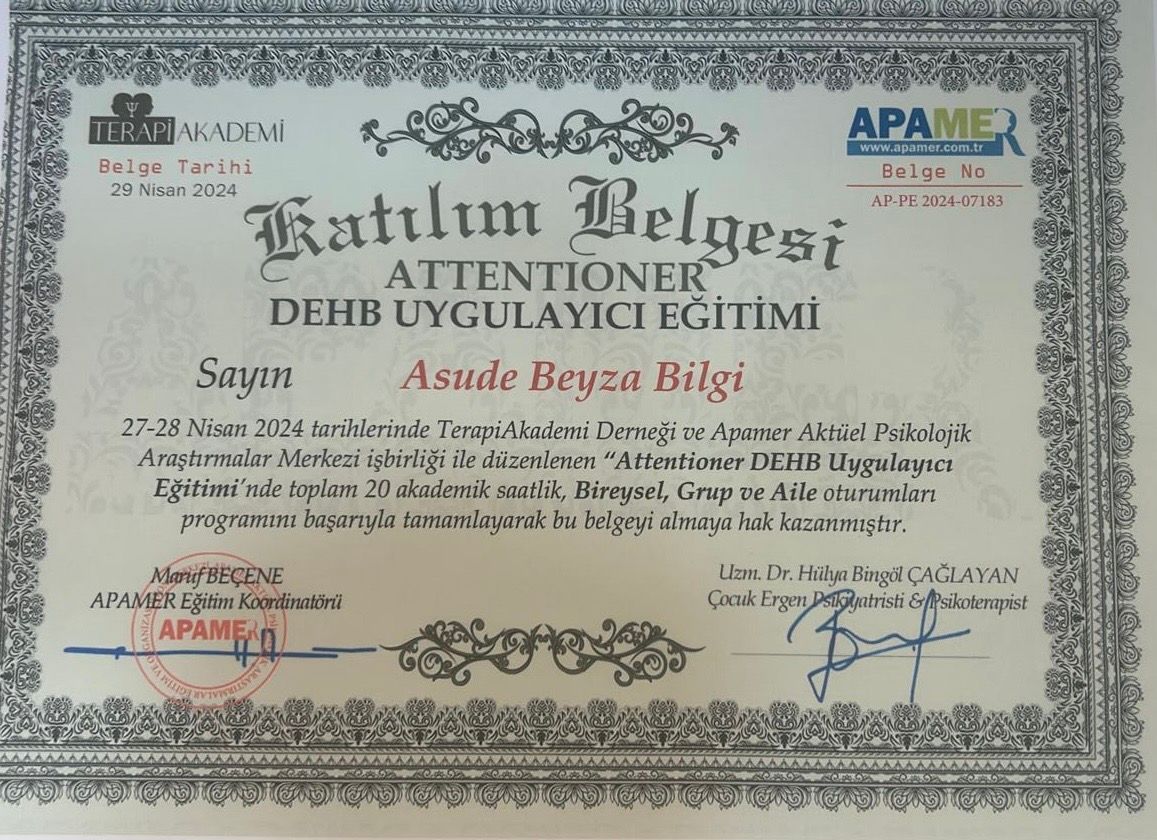 TERAPİAKADEMİ
Belge Tarihi
29 Nisan 2024
APAMER
www.apamer.com.tr
Belge No
AP-PE 2024-07183
Katılım Belgesi
ATTENTIONER
DEHB UYGULAYICI EĞİTİMİ
Sayın Asude Beyza Bilgi
27-28 Nisan 2024 tarihlerinde TerapiAkademi Derneği ve Apamer Aktüel Psikolojik
Araştırmalar Merkezi işbirliği ile düzenlenen “Attentioner DEHB Uygulayıcı
Eğitimi'nde toplam 20 akademik saatlik, Bireysel, Grup ve Aile oturumları
programını başarıyla tamamlayarak bu belgeyi almaya hak kazanmıştır.
Maruf BEÇENE
APAMER Eğitim Koordinatörü
APAMER
Uzm. Dr. Hülya Bingöl ÇAĞLAYAN
Çocuk Ergen Psikiyatristi & Psikoterapist